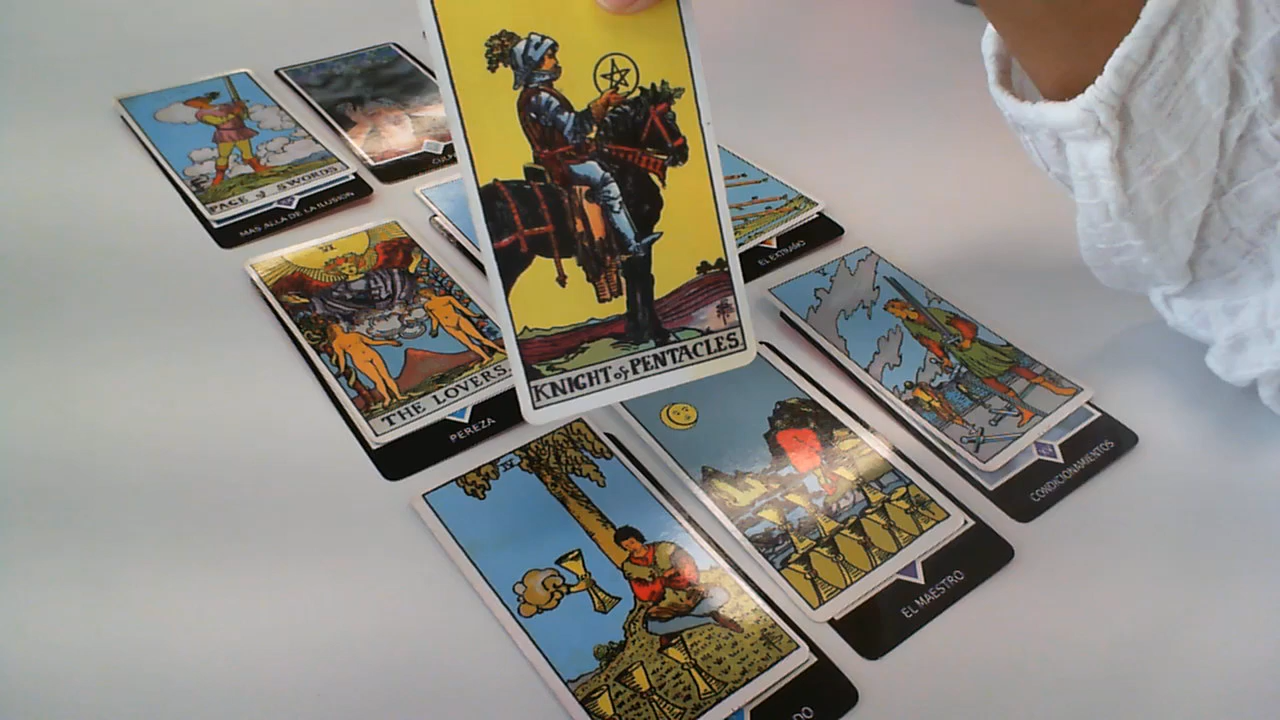 PAGE of SWORDS
MAS ALLA DE LA ILUSION
KNIGHT of PENTACLES.
EL EXTRAÑO
VI
THE LOVERS.
PEREZA
CONDICIONAMIENTOS
IV
EL MAESTRO